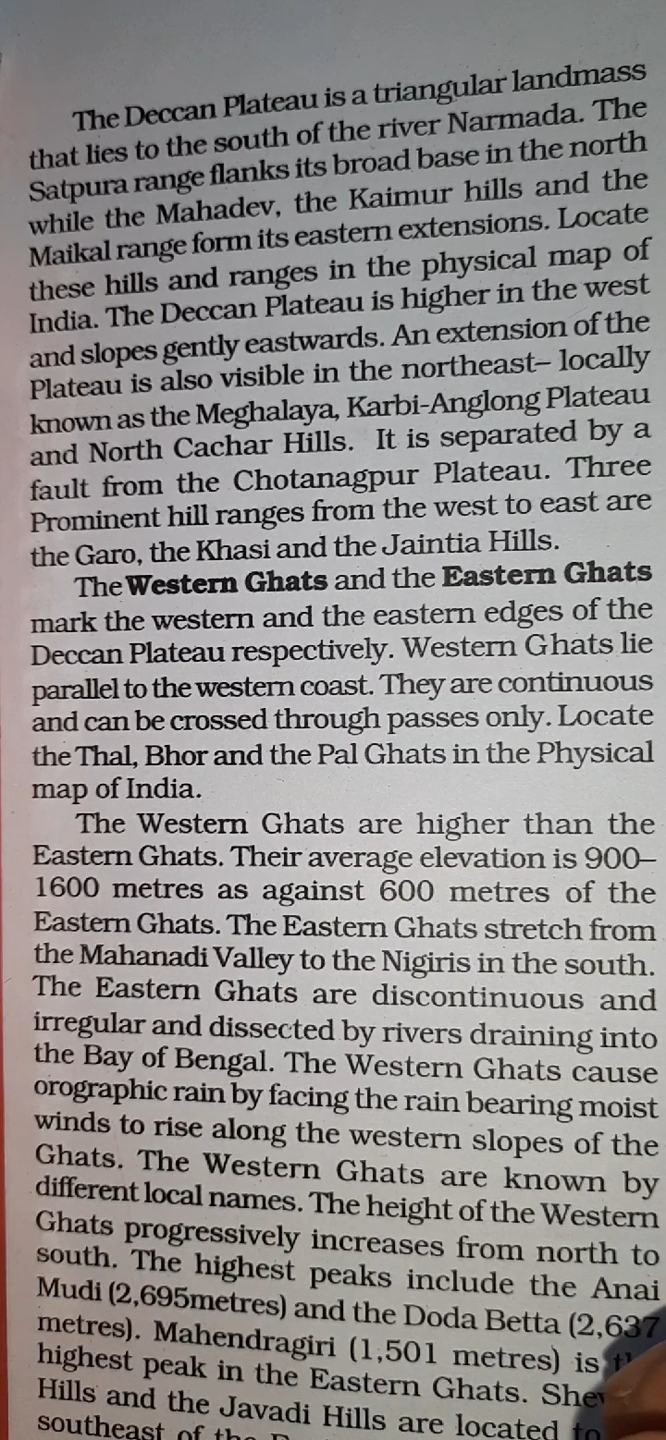 The Deccan Plateau is a triangular landmass
that lies to the south of the river Narmada. The
Satpura range flanks its broad base in the north
while the Mahadev, the Kaimur hills and the
Maikal range form its eastern extensions. Locate
these hills and ranges in the physical map of
India. The Deccan Plateau is higher in the west
and slopes gently eastwards. An extension of the
Plateau is also visible in the northeast– locally
known as the Meghalaya, Karbi-Anglong Plateau
and North Cachar Hills. It is separated by a
fault from the Chotanagpur Plateau. Three
Prominent hill ranges from the west to east are
the Garo, the Khasi and the Jaintia Hills.
The Western Ghats and the Eastern Ghats
mark the western and the eastern edges of the
Deccan Plateau respectively. Western Ghats lie
parallel to the western coast. They are continuous
and can be crossed through passes only. Locate
the Thal, Bhor and the Pal Ghats in the Physical
map of India.
The Western Ghats are higher than the
Eastern Ghats. Their average elevation is 900–
1600 metres as against 600 metres of the
Eastern Ghats. The Eastern Ghats stretch from
the Mahanadi Valley to the Nigiris in the south.
The Eastern Ghats are discontinuous and
irregular and dissected by rivers draining into
the Bay of Bengal. The Western Ghats cause
orographic rain by facing the rain bearing moist
winds to rise along the western slopes of the
Ghats. The Western Ghats are known by
different local names. The height of the Western
Ghats progressively increases from north to
south. The highest peaks include the Anai
Mudi (2,695metres) and the Doda Betta (2,637
metres). Mahendragiri (1,501 metres) is
highest peak in the Eastern Ghats.
Hills and the Javadi Hills are located to
southeast of the